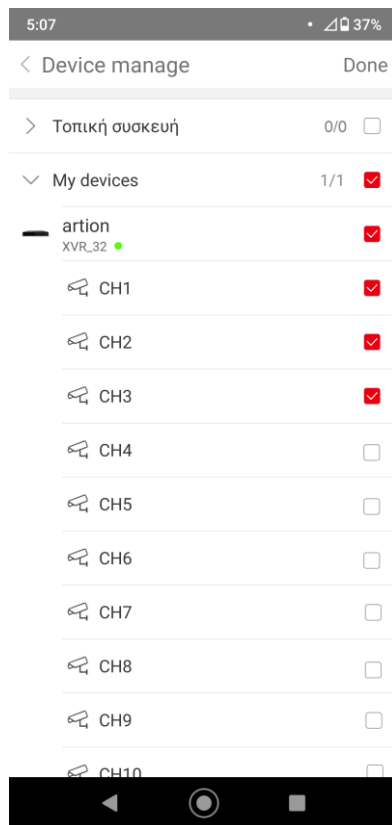 5:07 37%
Device manage Done
Τοπική συσκευή 0/0
My devices 1/1
artion
XVR_32
CH1
CH2
CH3
CH4
CH5
CH6
CH7
CH8
CH9
CH10